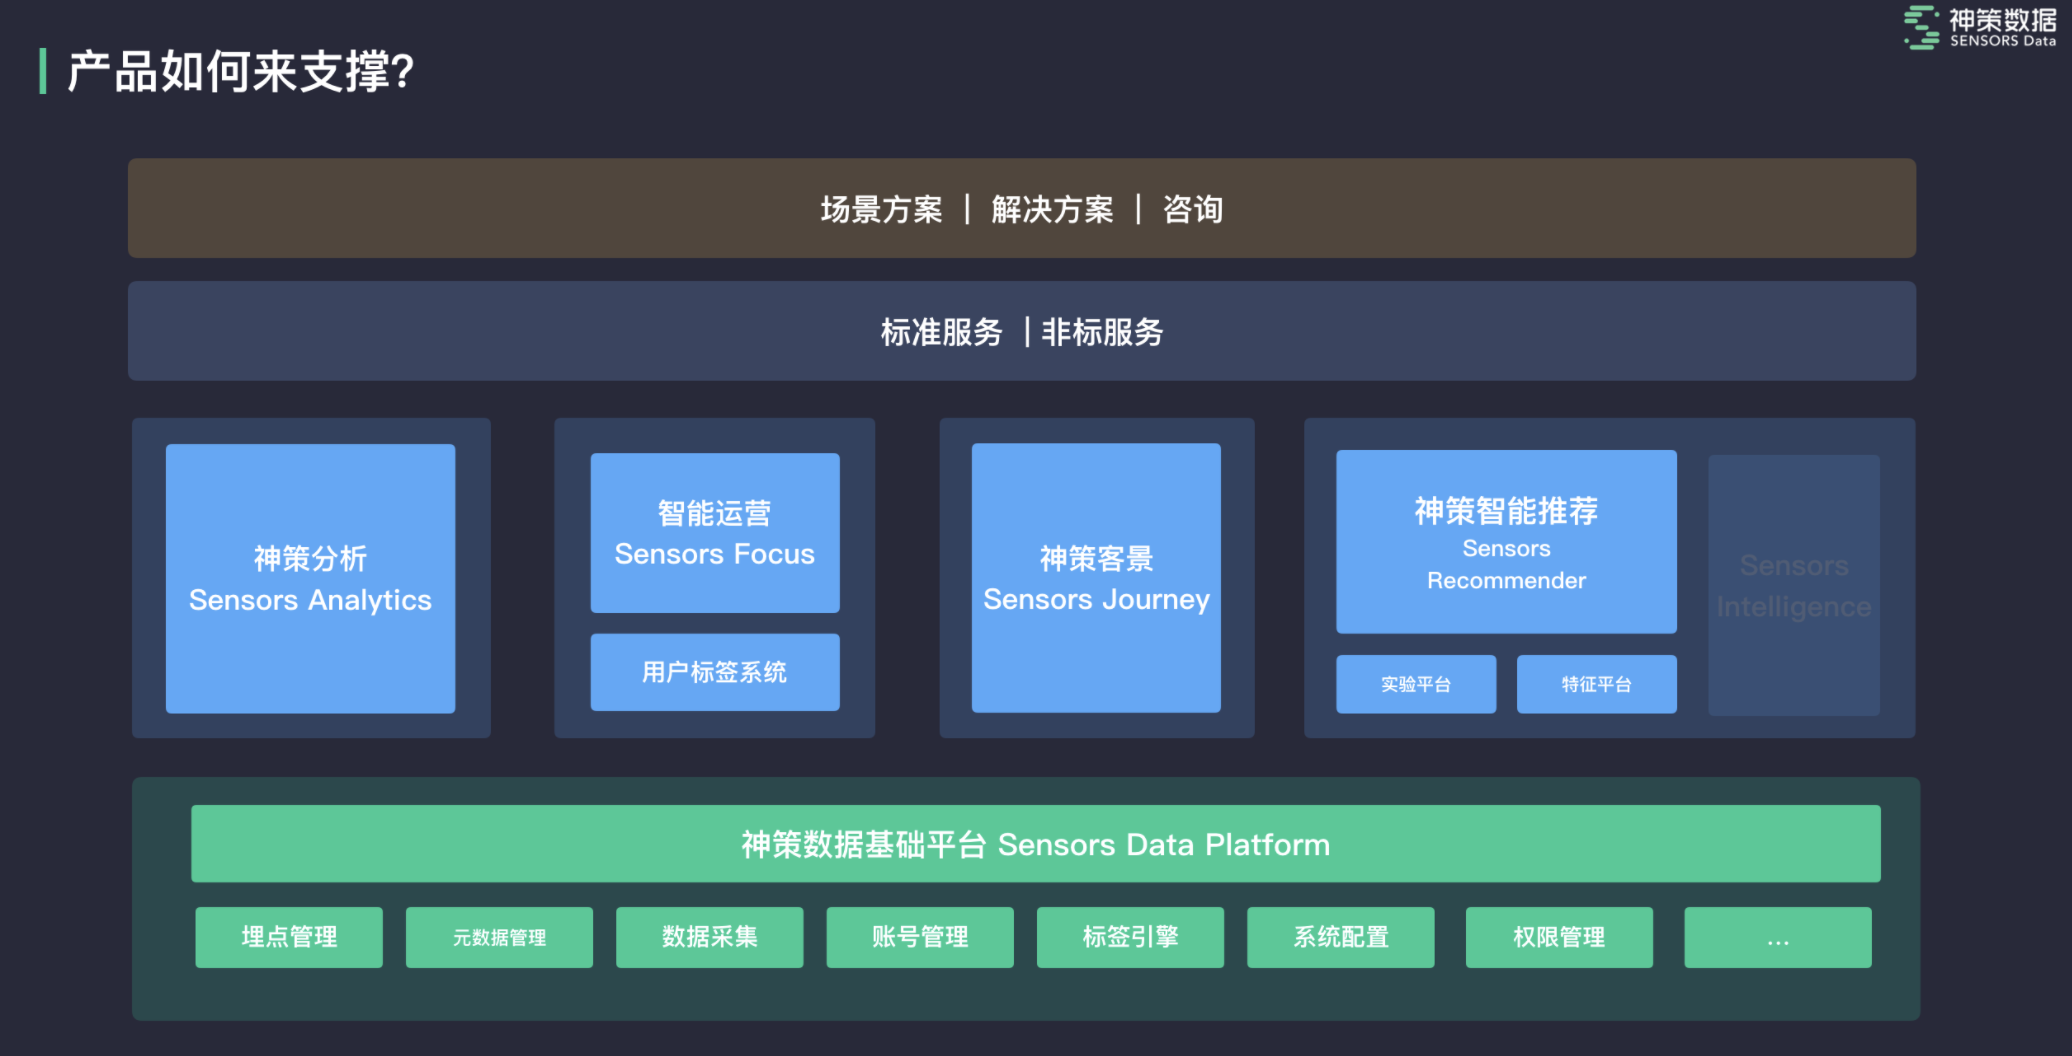 神策数据
SENSORS Data
产品如何来支撑?
场景方案 | 解决方案 | 咨询
标准服务 | 非标服务
神策分析
Sensors Analytics
智能运营
Sensors Focus
用户标签系统
神策客景
Sensors Journey
神策智能推荐
Sensors
Recommender
实验平台
特征平台
Sensors
Intelligence
神策数据基础平台 Sensors Data Platform
埋点管理
元数据管理
数据采集
账号管理
标签引擎
系统配置
权限管理
...